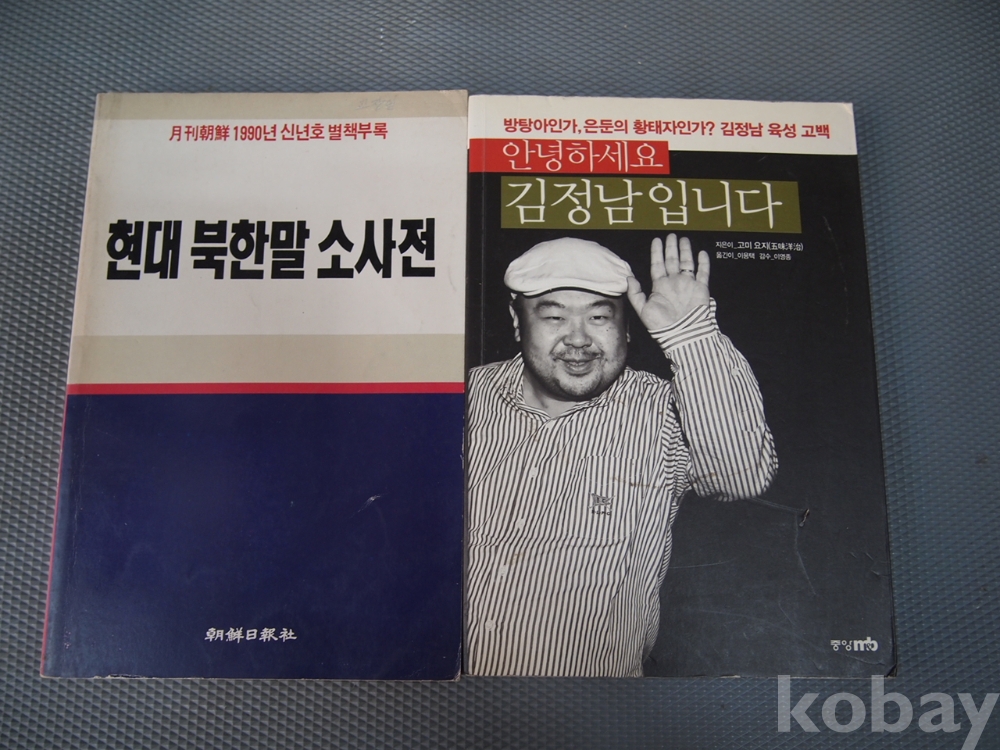 月刊朝鮮 1990년 신년호 별책부록
현대 북한말 소사전
朝鮮日報社
방탕아인가, 은둔의 황태자인가? 김정남 육성 고백
안녕하세요
김정남입니다
지은이_고미 요지(五味洋治)
옮긴이_이용택 감수_이영종
중앙m&b
kobay